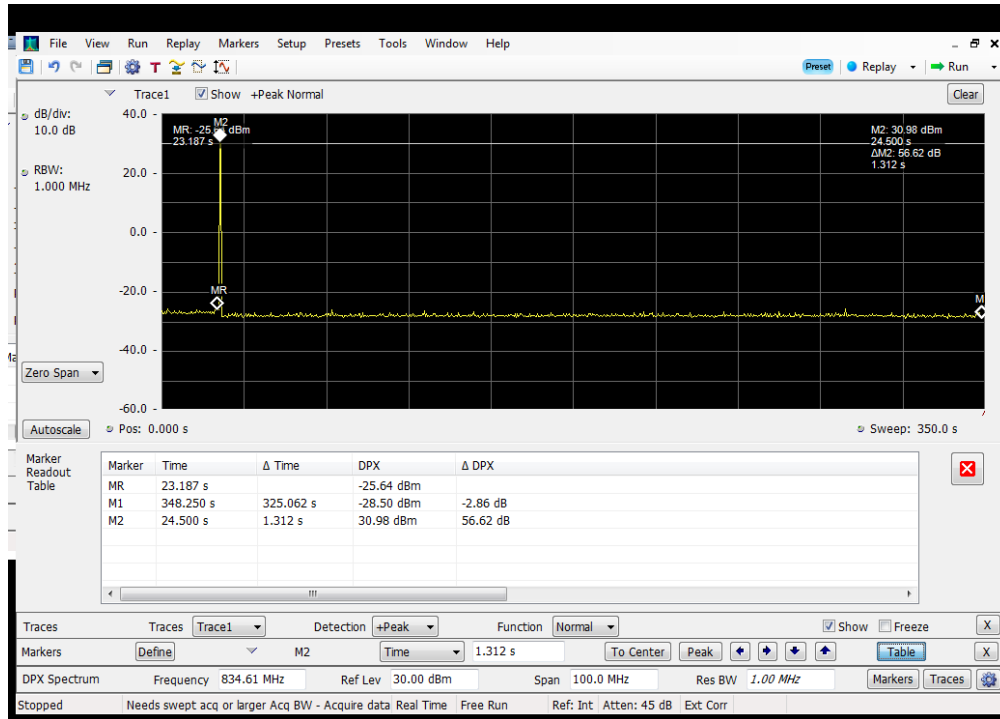 File View Run Replay Markers Setup Presets Tools Window Help
T Preset Replay Run
Trace1 Show +Peak Normal Clear
dB/div:
10.0 dB
RBW:
1.000 MHz
40.0
20.0
0.0
-20.0
-40.0
-60.0
M2
MR: -25.64 dBm
23.187 s
M2: 30.98 dBm
24.500 s
ΔM2: 56.62 dB
1.312 s
MR
M
Zero Span
Autoscale Pos: 0.000 s Sweep: 350.0 s
Marker
Readout
Table
Marker Time Δ Time DPX Δ DPX
MR 23.187 s -25.64 dBm
M1 348.250 s 325.062 s -28.50 dBm -2.86 dB
M2 24.500 s 1.312 s 30.98 dBm 56.62 dB
Traces Traces Trace1 Detection +Peak Function Normal Show Freeze X
Markers Define M2 Time 1.312 s To Center Peak Table X
DPX Spectrum Frequency 834.61 MHz Ref Lev 30.00 dBm Span 100.0 MHz Res BW 1.00 MHz Markers Traces
Stopped Needs swept acq or larger Acq BW - Acquire data Real Time Free Run Ref: Int Atten: 45 dB Ext Corr